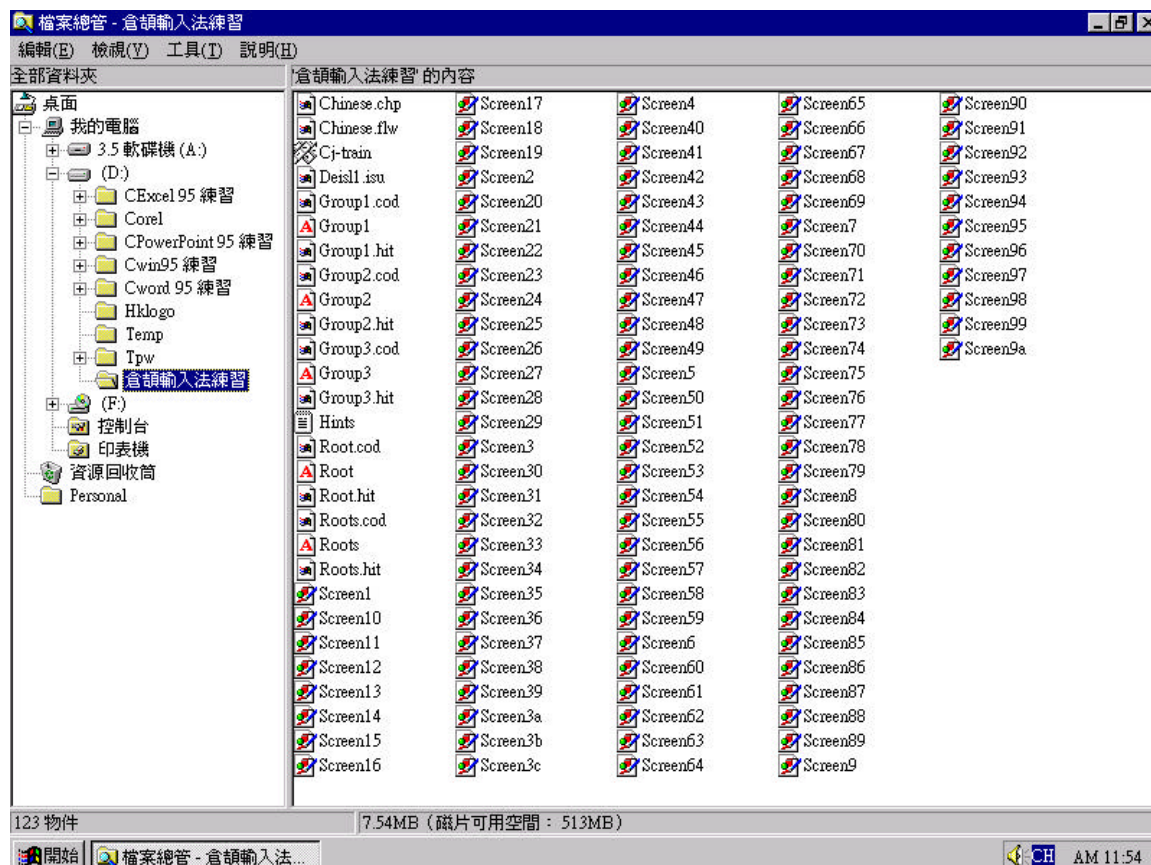 檔案總管 - 倉頡輸入法練習
編輯(E) 檢視(V) 工具(T) 說明(H)
全部資料夾
'倉頡輸入法練習' 的內容
桌面
我的電腦
3.5 軟碟機 (A:)
(D:)
CExcel 95 練習
Corel
CPowerPoint 95 練習
Cwin95 練習
Cword 95 練習
Hklogo
Temp
Tpw
倉頡輸入法練習
(F:)
控制台
印表機
資源回收筒
Personal
Chinese.chp
Chinese.flw
Cj-train
Deisl1.isu
Group1.cod
Group1
Group1.hit
Group2.cod
Group2
Group2.hit
Group3.cod
Group3
Group3.hit
Hints
Root.cod
Root
Root.hit
Roots.cod
Roots
Roots.hit
Screen1
Screen10
Screen11
Screen12
Screen13
Screen14
Screen15
Screen16
Screen17
Screen18
Screen19
Screen2
Screen20
Screen21
Screen22
Screen23
Screen24
Screen25
Screen26
Screen27
Screen28
Screen29
Screen3
Screen30
Screen31
Screen32
Screen33
Screen34
Screen35
Screen36
Screen37
Screen38
Screen39
Screen3a
Screen3b
Screen3c
Screen4
Screen40
Screen41
Screen42
Screen43
Screen44
Screen45
Screen46
Screen47
Screen48
Screen49
Screen5
Screen50
Screen51
Screen52
Screen53
Screen54
Screen55
Screen56
Screen57
Screen58
Screen59
Screen6
Screen60
Screen61
Screen62
Screen63
Screen64
Screen65
Screen66
Screen67
Screen68
Screen69
Screen7
Screen70
Screen71
Screen72
Screen73
Screen74
Screen75
Screen76
Screen77
Screen78
Screen79
Screen8
Screen80
Screen81
Screen82
Screen83
Screen84
Screen85
Screen86
Screen87
Screen88
Screen89
Screen9
Screen90
Screen91
Screen92
Screen93
Screen94
Screen95
Screen96
Screen97
Screen98
Screen99
Screen9a
123 物件
7.54MB (磁片可用空間: 513MB)
開始
檔案總管 - 倉頡輸入法...
CH
AM 11:54